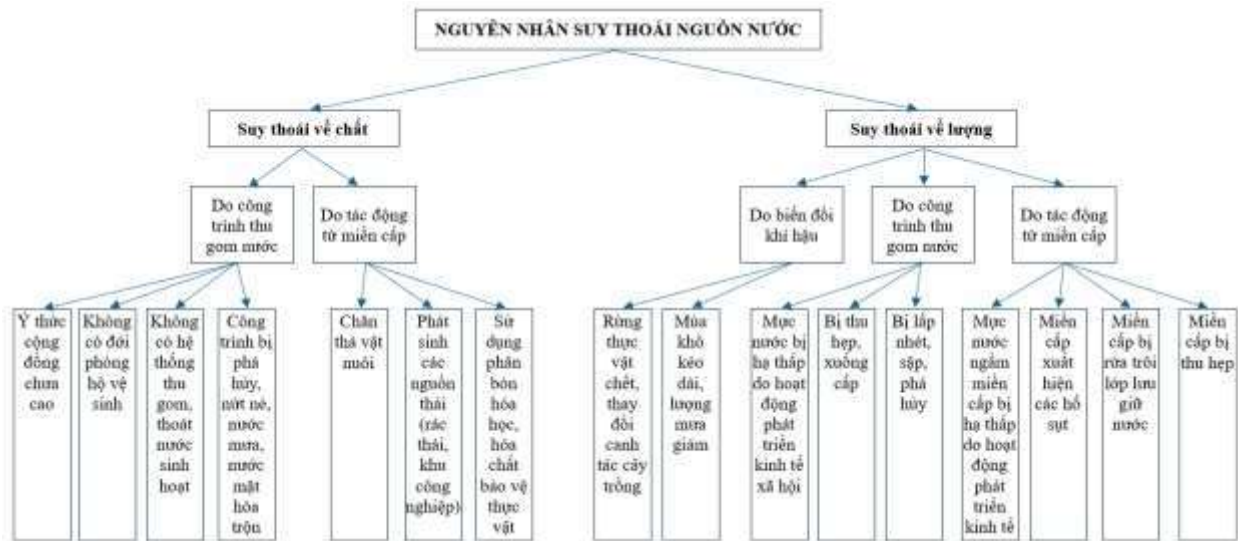 NGUYÊN NHÂN SUY THOÁI NGUỒN NƯỚC
Suy thoái về chất
Suy thoái về lượng
Do công
trình thu
gom nước
Do tác động
từ miền cấp
Do biến đổi
khí hậu
Do công
trình thu
gom nước
Do tác động
từ miền cấp
Ý thức
cộng
đồng
chưa
cao
Không
có đới
phòng
hộ vệ
sinh
Không
có hệ
thống
thu
gom,
thoát
nước
sinh
hoạt
Công
trình bị
phá
hủy,
nứt nẻ,
nước
mưa,
nước
mặt
hòa
trộn
Chăn
thả vật
nuôi
Phát
sinh
các
nguồn
thải
(rác
thải,
khu
công
nghiệp)
Sử
dụng
phân
bón
hóa
học,
hóa
chất
bảo vệ
thực
vật
Rừng
thực
vật
chết,
thay
đổi
canh
tác cây
trồng
Mùa
khô
kéo
dài,
lượng
mưa
giảm
Mực
nước bị
hạ thấp
do hoạt
động
phát
triển
kinh tế
xã hội
Bị thu
hẹp,
xuống
cấp
Bị lấp
nhét,
sập,
phá
hủy
Mực
nước
ngầm
miền
cấp bị
hạ thấp
do hoạt
động
phát
triển
kinh tế
Miền
cấp
xuất
hiện
các hố
sụt
Miền
cấp bị
rửa trôi
lớp lưu
giữ
nước
Miền
cấp bị
thu hẹp